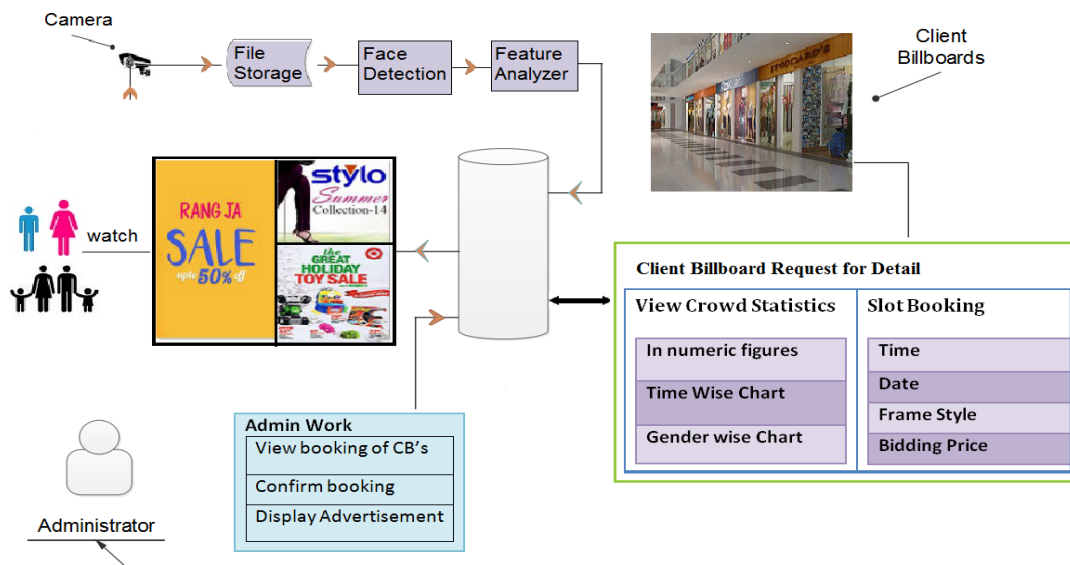 Camera
File
Storage
Face
Detection
Feature
Analyzer
Client
Billboards
STODDARD'S
watch
RANG JA
SALE
upto 50% off
stylo
Summer
Collection-14
the
GREAT
HOLIDAY
TOY SALE
Client Billboard Request for Detail
View Crowd Statistics
In numeric figures
Time Wise Chart
Gender wise Chart
Slot Booking
Time
Date
Frame Style
Bidding Price
Admin Work
View booking of CB's
Confirm booking
Display Advertisement
Administrator